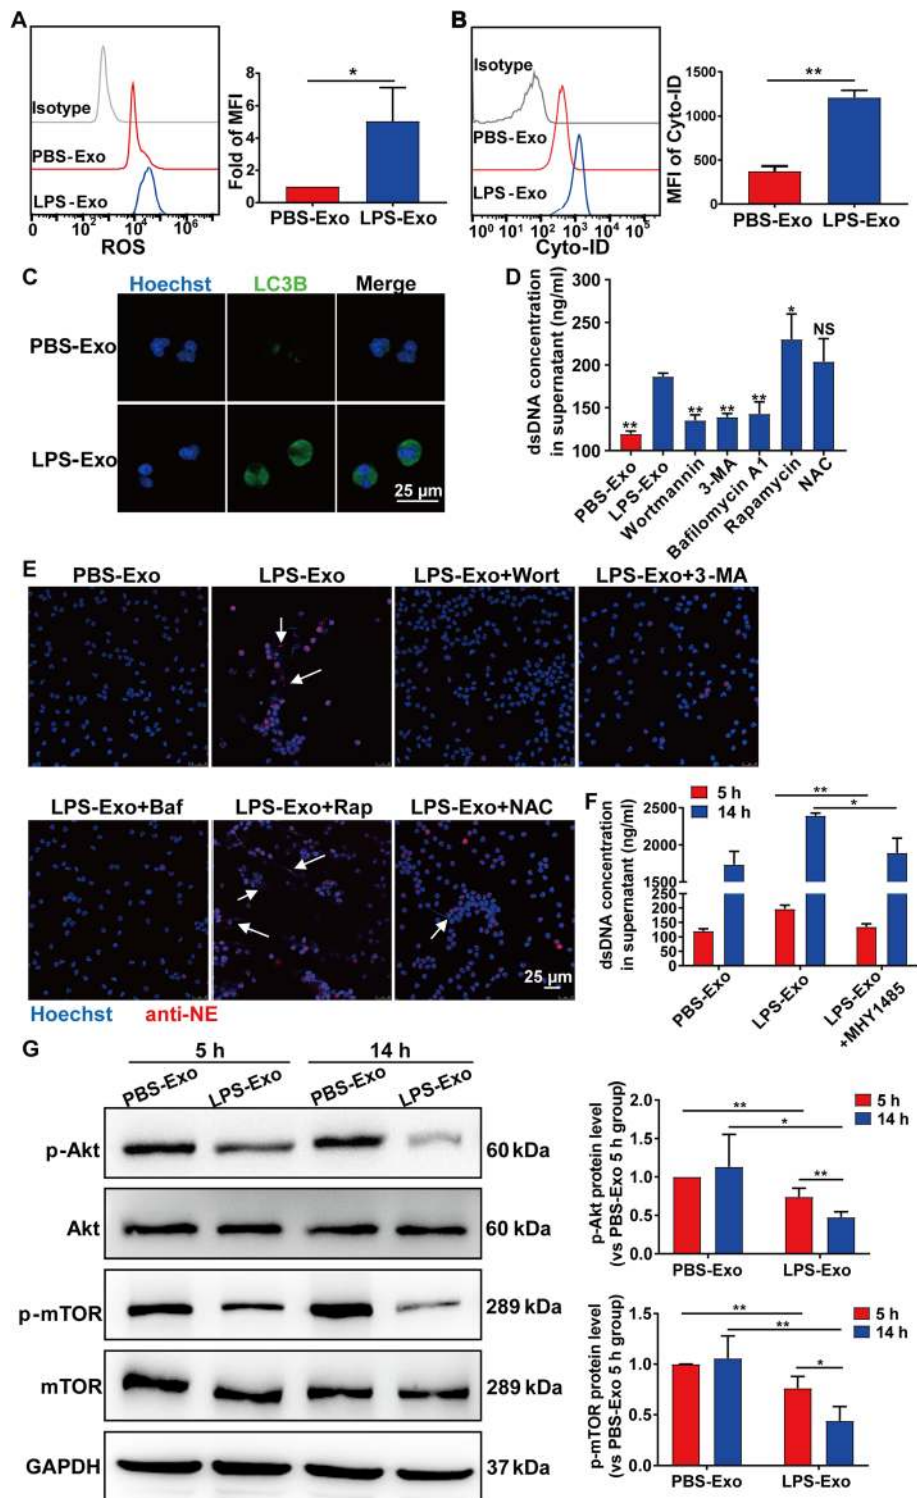 A
Isotype
PBS-Exo
LPS-Exo
0 10² 10⁴ 10⁶
ROS
Fold of MFI
8
6
4
2
0
*
PBS-Exo LPS-Exo
B
Isotype
PBS-Exo
LPS-Exo
10⁰ 10¹ 10² 10³ 10⁴ 10⁵
Cyto-ID
MFI of Cyto-ID
1500
1000
500
0
**
PBS-Exo LPS-Exo
C
Hoechst LC3B Merge
PBS-Exo
LPS-Exo
25 µm
D
dsDNA concentration
in supernatant (ng/ml)
300
250
200
150
100
** ** ** ** * NS
PBS-Exo
LPS-Exo
Wortmannin
3-MA
Bafilomycin A1
Rapamycin
NAC
E
PBS-Exo LPS-Exo LPS-Exo+Wort LPS-Exo+3-MA
LPS-Exo+Baf LPS-Exo+Rap LPS-Exo+NAC
25 µm
Hoechst anti-NE
F
5 h
14 h
dsDNA concentration
in supernatant (ng/ml)
2500
2000
1500
250
200
150
100
50
0
**
*
PBS-Exo
LPS-Exo
LPS-Exo
+MHY1485
G
5 h 14 h
PBS-Exo LPS-Exo PBS-Exo LPS-Exo
p-Akt 60 kDa
Akt 60 kDa
p-mTOR 289 kDa
mTOR 289 kDa
GAPDH 37 kDa
p-Akt protein level
(vs PBS-Exo 5 h group)
2.0
1.5
1.0
0.5
0.0
5 h
14 h
**
*
**
PBS-Exo LPS-Exo
p-mTOR protein level
(vs PBS-Exo 5 h group)
1.5
1.0
0.5
0.0
5 h
14 h
**
**
*
PBS-Exo LPS-Exo